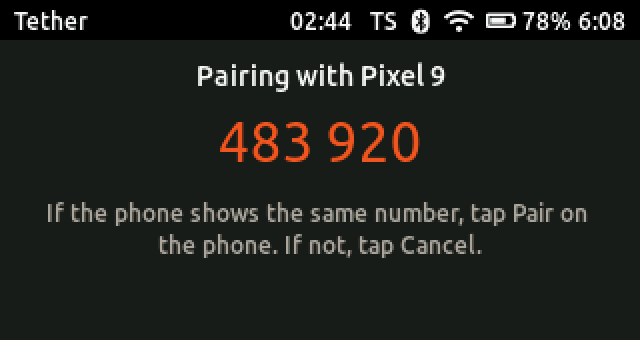 Tether 02:44 TS 78% 6:08
Pairing with Pixel 9
483 920
If the phone shows the same number, tap Pair on
the phone. If not, tap Cancel.